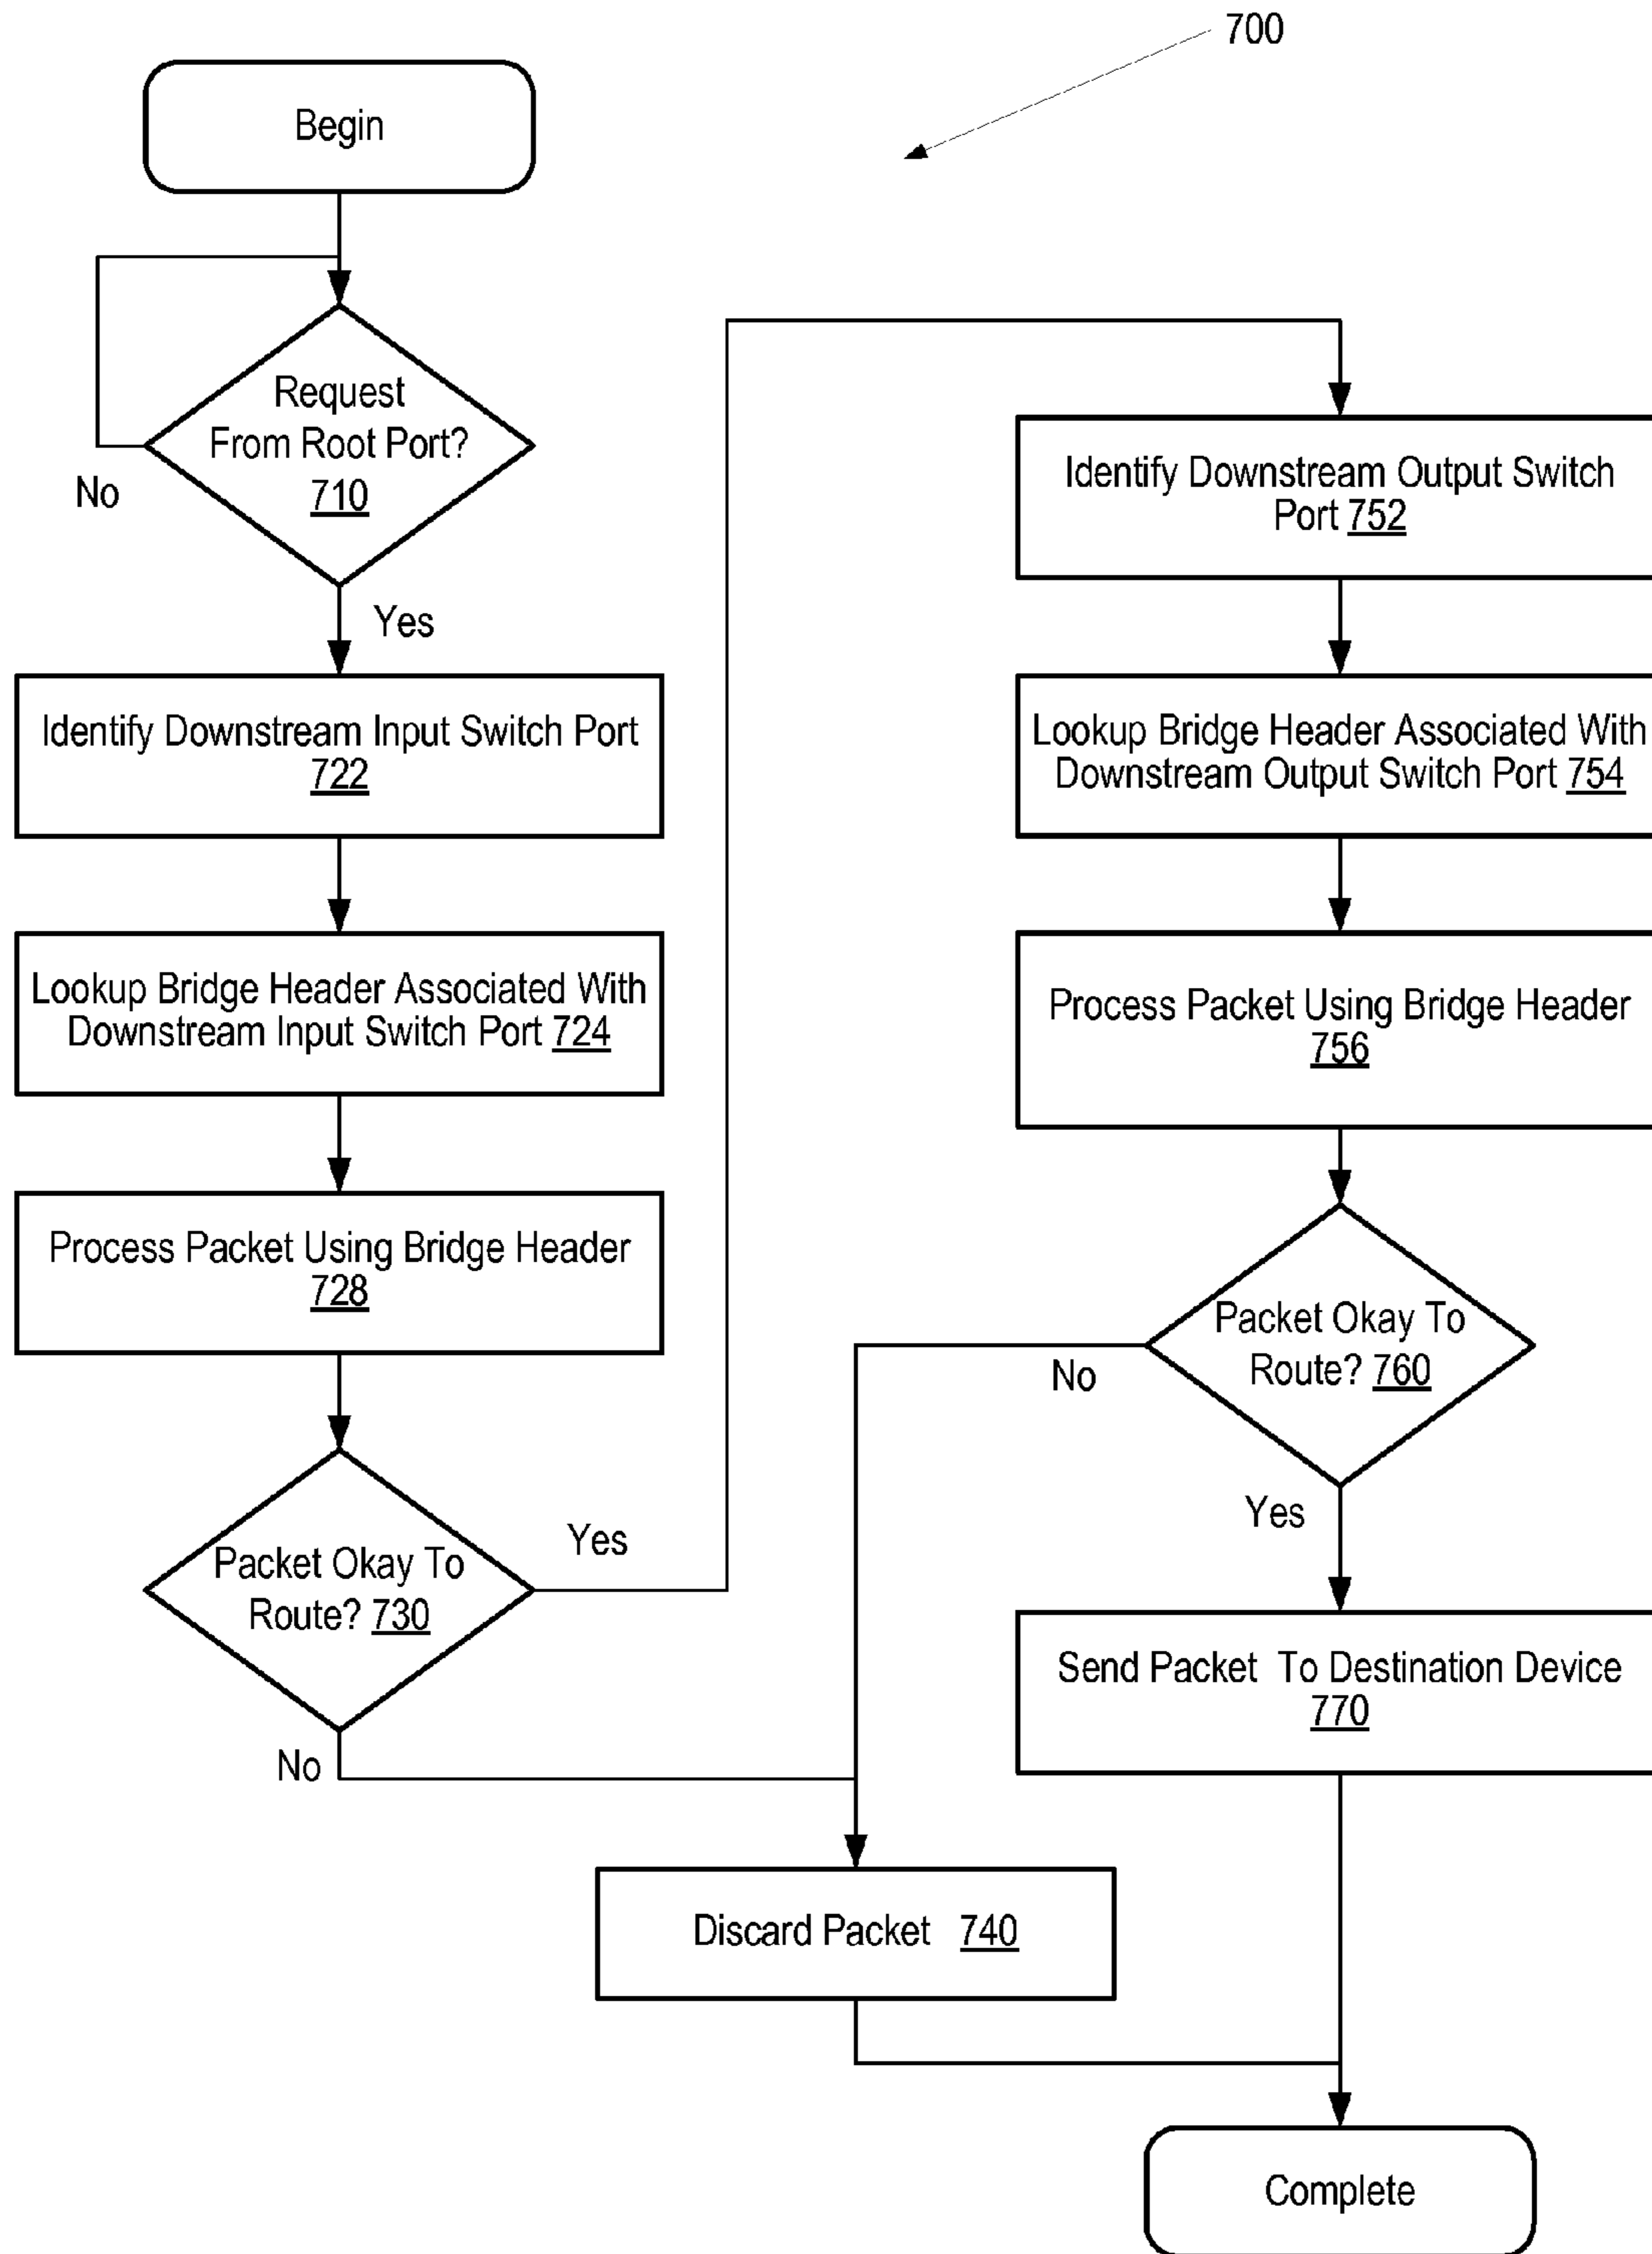 700
Begin
Request
From Root Port?
710
No
Yes
Identify Downstream Input Switch Port
722
Lookup Bridge Header Associated With
Downstream Input Switch Port 724
Process Packet Using Bridge Header
728
Packet Okay To
Route? 730
Yes
No
Identify Downstream Output Switch
Port 752
Lookup Bridge Header Associated With
Downstream Output Switch Port 754
Process Packet Using Bridge Header
756
Packet Okay To
Route? 760
No
Yes
Send Packet To Destination Device
770
Discard Packet 740
Complete